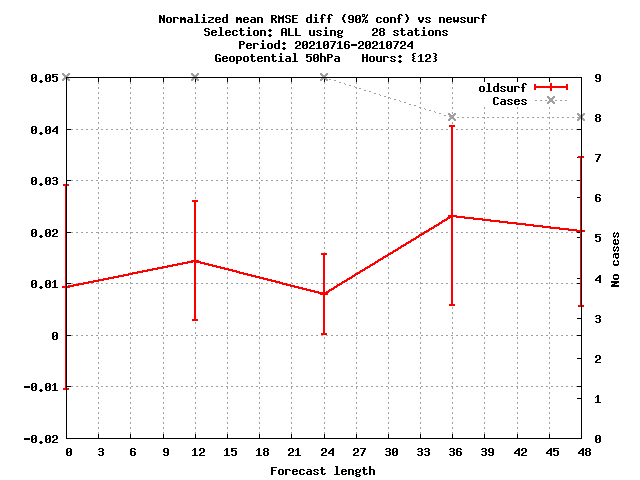 Normalized mean RMSE diff (90% conf) vs newsurf
Selection: ALL using    28 stations
Period: 20210716-20210724
Geopotential 50hPa   Hours: {12}
oldsurf
Cases
0.05
0.04
0.03
0.02
0.01
0
-0.01
-0.02
9
8
7
6
5
4
3
2
1
0
No cases
0 3 6 9 12 15 18 21 24 27 30 33 36 39 42 45 48
Forecast length